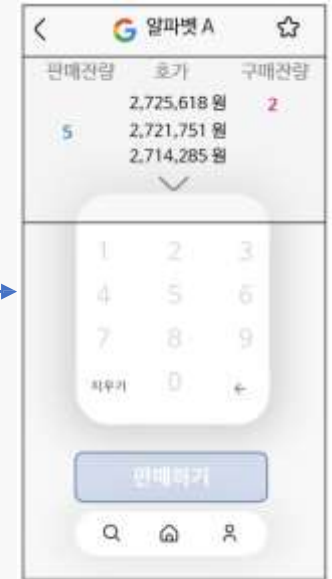 알파벳 A
판매잔량 호가 구매잔량
2,725,618 원 2
5 2,721,751 원
2,714,285 원
1 2 3
4 5 6
7 8 9
지우기 0 ←
판매하기